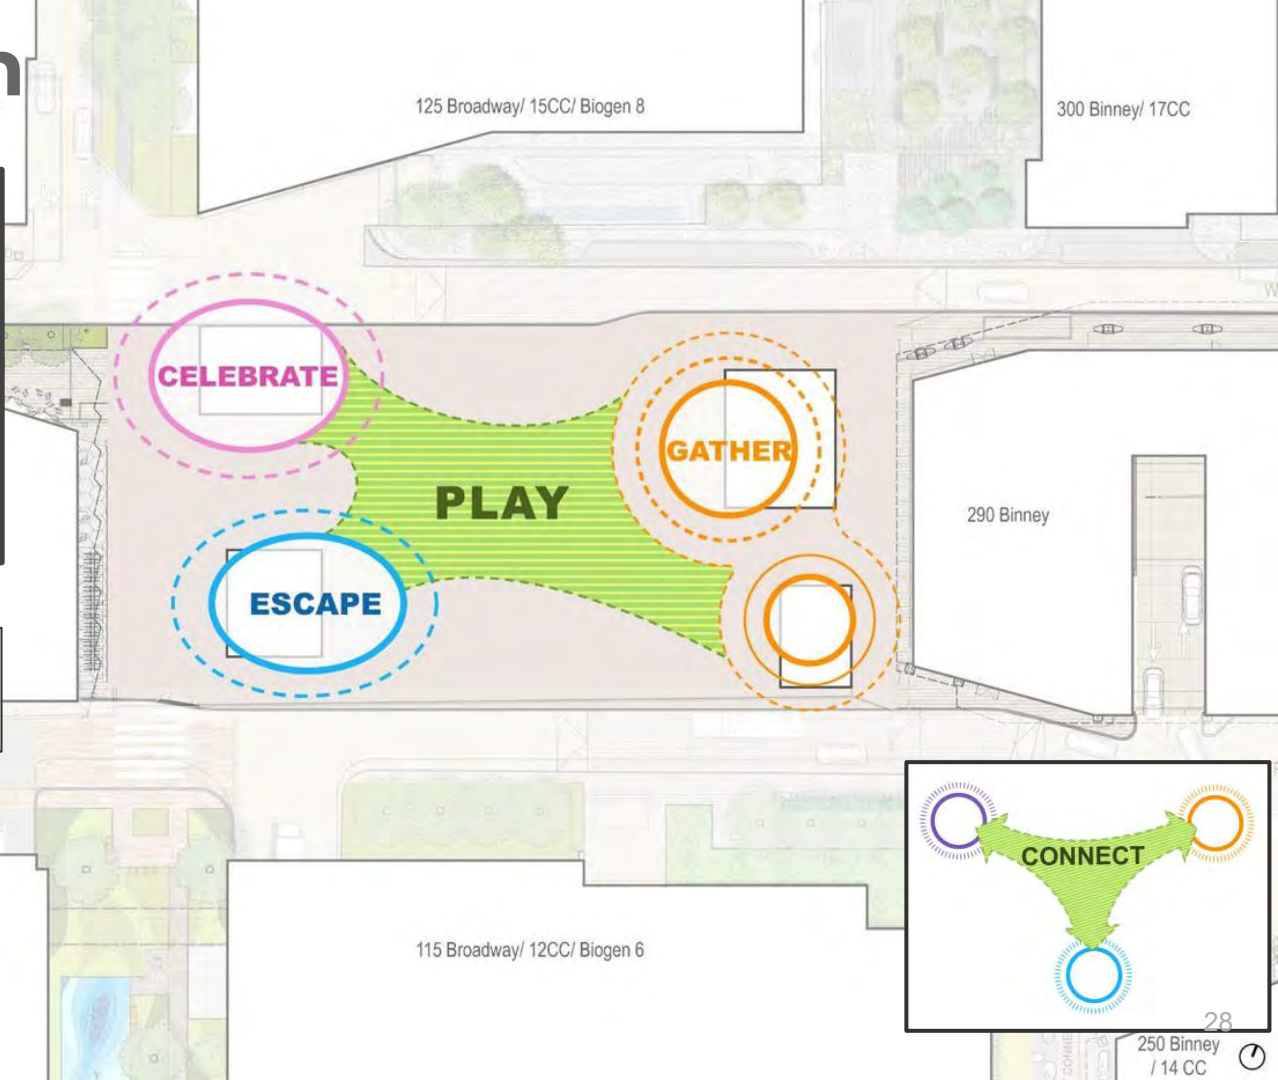 n
125 Broadway/ 15CC/ Biogen 8
300 Binney/ 17CC
W
CELEBRATE
GATHER
PLAY
290 Binney
ESCAPE
CONNECT
115 Broadway/ 12CC/ Biogen 6
28
250 Binney
/ 14 CC